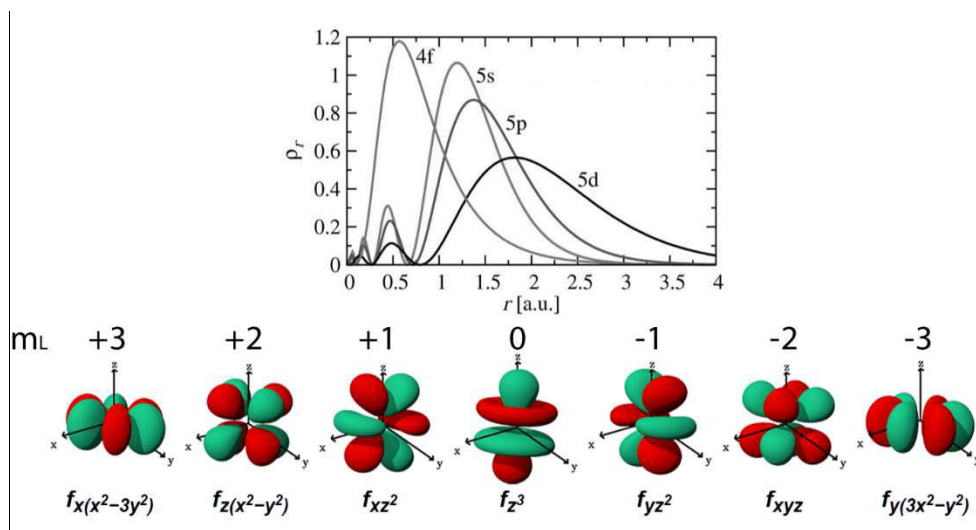 1.2
4f
5s
1
5p
0.8
ρr
0.6
5d
0.4
0.2
0
0 0.5 1 1.5 2 2.5 3 3.5 4
r [a.u.]
mL +3 +2 +1 0 -1 -2 -3
z z z z z z z
x y x y x y x y x y x y x y
fx(x²−3y²) fz(x²−y²) fxz² fz³ fyz² fxyz fy(3x²−y²)